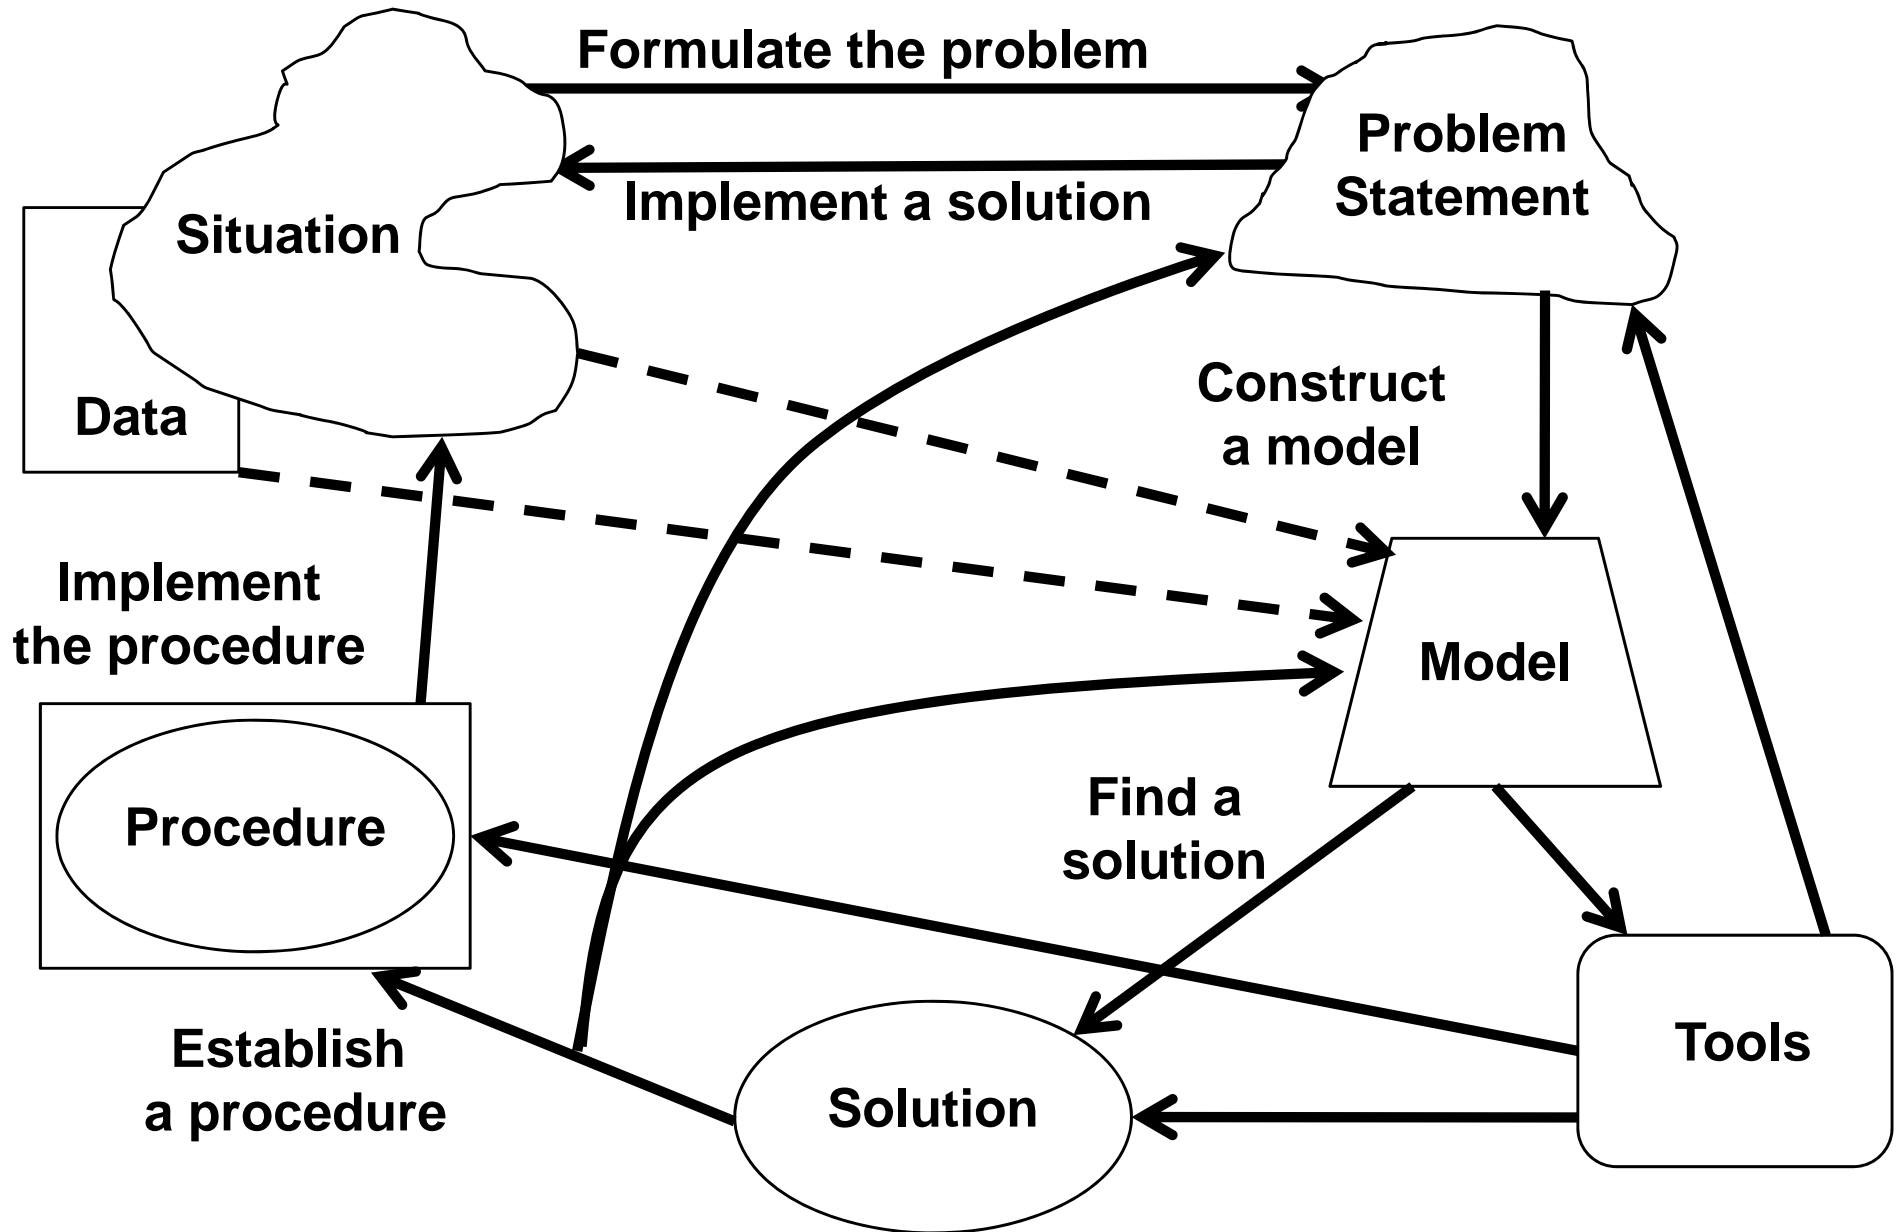 Formulate the problem
Problem
Statement
Implement a solution
Situation
Data
Construct
a model
Implement
the procedure
Model
Find a
solution
Procedure
Establish
a procedure
Solution
Tools